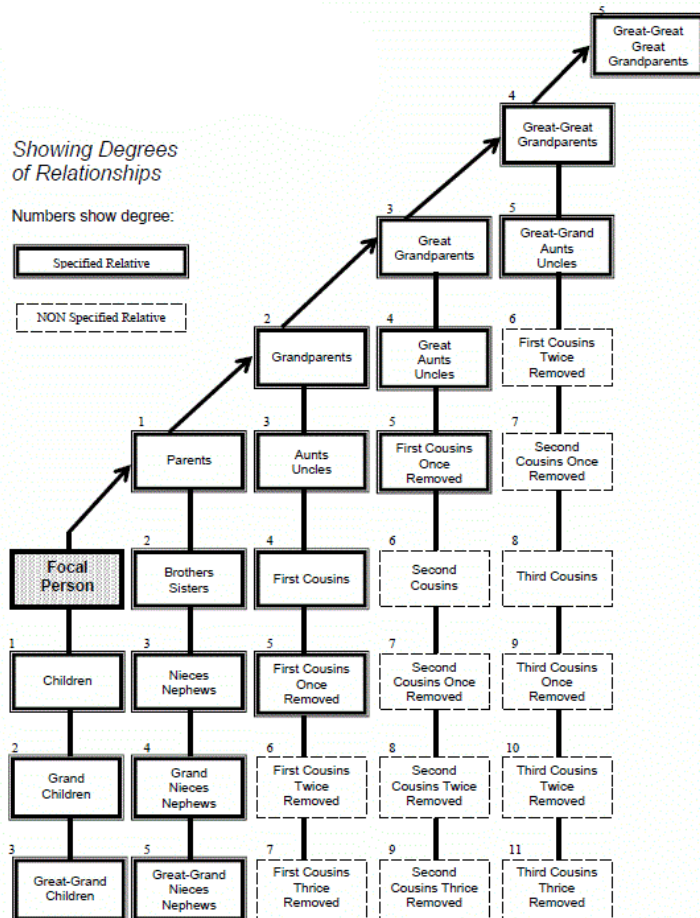 5
Great-Great
Great
Grandparents
4
Great-Great
Grandparents
Showing Degrees
of Relationships
Numbers show degree:
Specified Relative
NON Specified Relative
3
Great
Grandparents
5
Great-Grand
Aunts
Uncles
2
Grandparents
4
Great
Aunts
Uncles
6
First Cousins
Twice
Removed
1
Parents
3
Aunts
Uncles
5
First Cousins
Once
Removed
7
Second
Cousins Once
Removed
Focal
Person
2
Brothers
Sisters
4
First Cousins
6
Second
Cousins
8
Third Cousins
1
Children
3
Nieces
Nephews
5
First Cousins
Once
Removed
7
Second
Cousins Once
Removed
9
Third Cousins
Once
Removed
2
Grand
Children
4
Grand
Nieces
Nephews
6
First Cousins
Twice
Removed
8
Second
Cousins Twice
Removed
10
Third Cousins
Twice
Removed
3
Great-Grand
Children
5
Great-Grand
Nieces
Nephews
7
First Cousins
Thrice
Removed
9
Second
Cousins Thrice
Removed
11
Third Cousins
Thrice
Removed